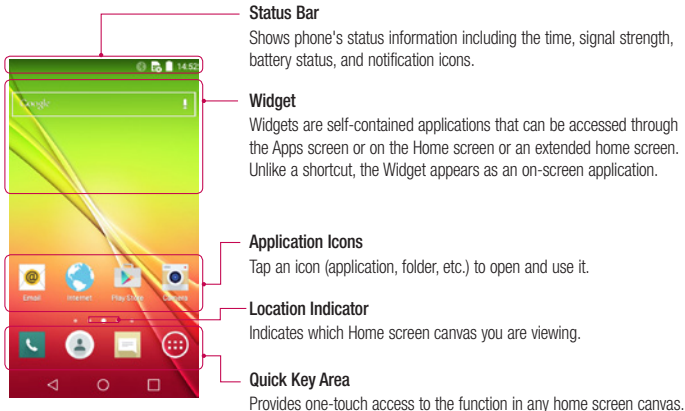 Status Bar
Shows phone's status information including the time, signal strength,
battery status, and notification icons.
14:52
Google
Widget
Widgets are self-contained applications that can be accessed through
the Apps screen or on the Home screen or an extended home screen.
Unlike a shortcut, the Widget appears as an on-screen application.
Application Icons
Tap an icon (application, folder, etc.) to open and use it.
Email Internet Play Store Camera
Location Indicator
Indicates which Home screen canvas you are viewing.
Quick Key Area
Provides one-touch access to the function in any home screen canvas.